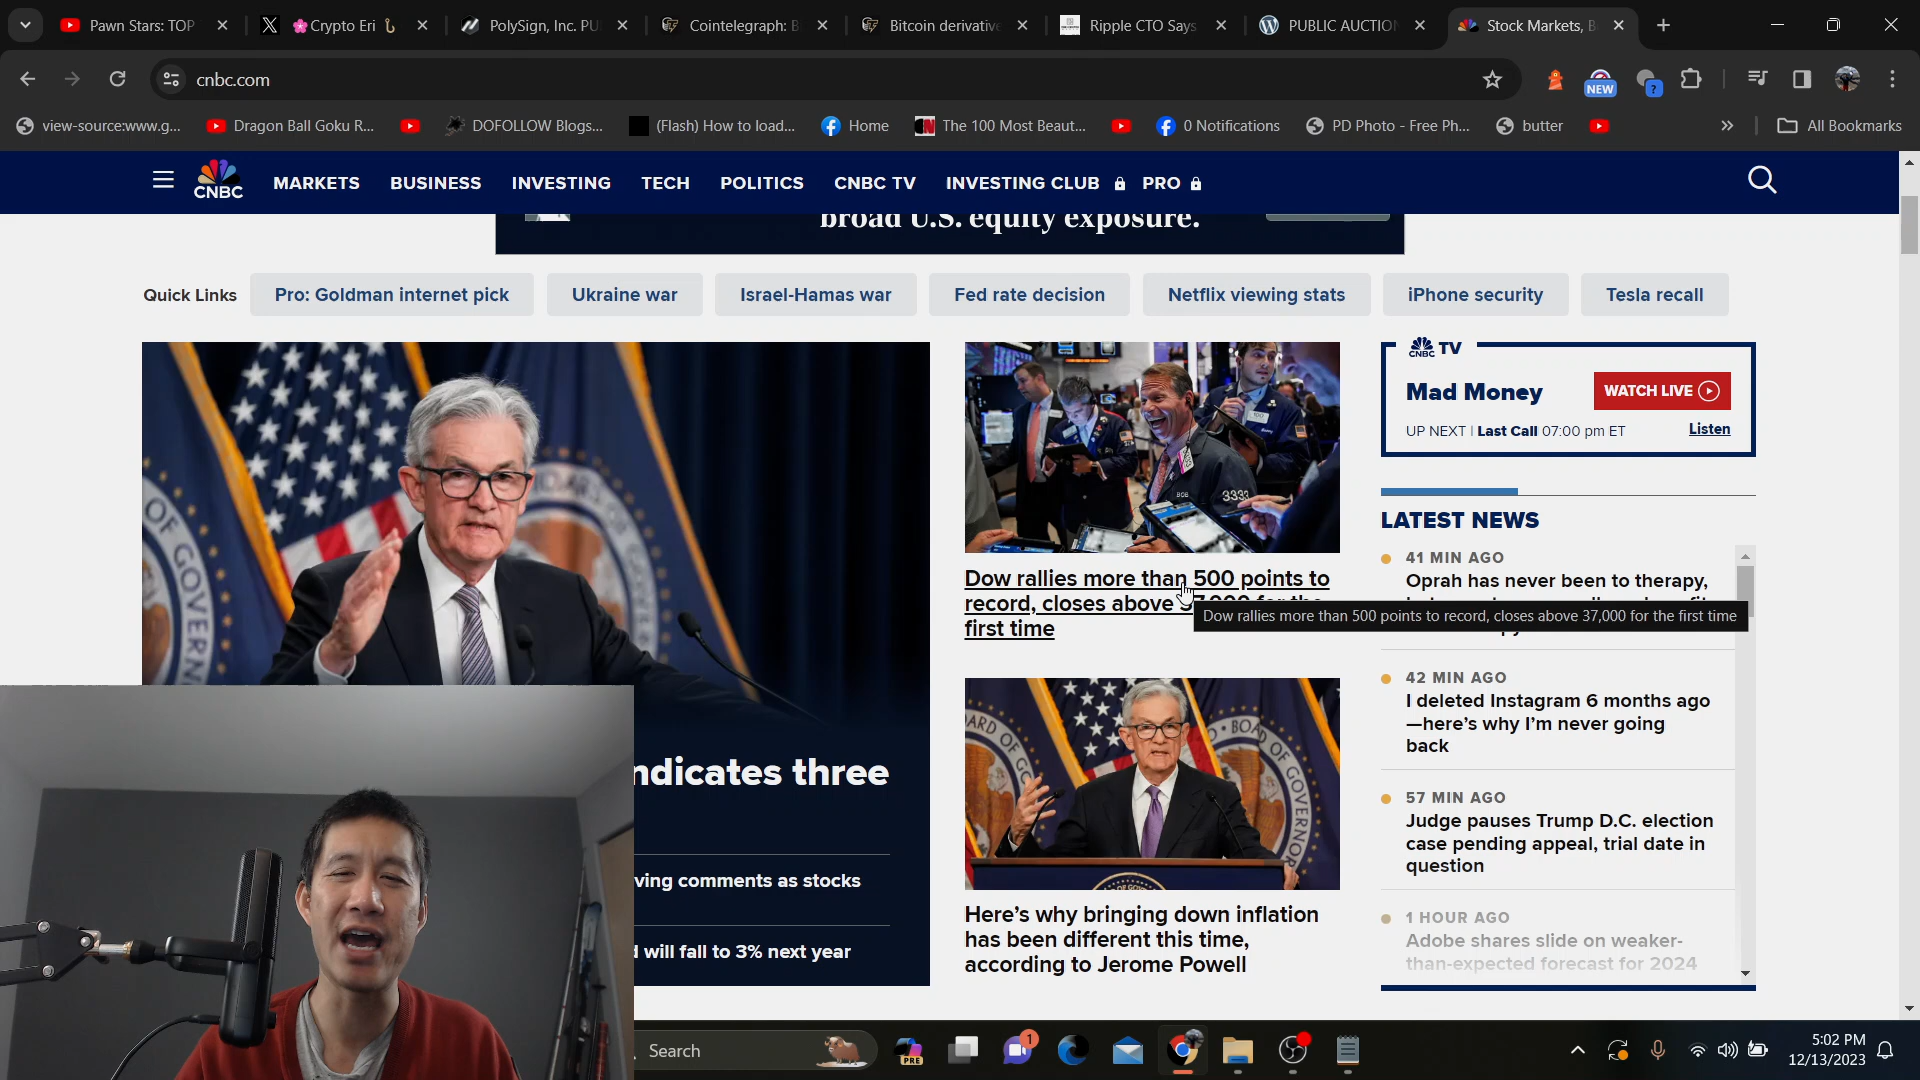 Pawn Stars: TOP
Crypto Eri
PolySign, Inc. PU
Cointelegraph: B
Bitcoin derivative
Ripple CTO Says
PUBLIC AUCTION
Stock Markets, B
cnbc.com
NEW
?
view-source:www.g...
Dragon Ball Goku R...
DOFOLLOW Blogs...
(Flash) How to load...
Home
The 100 Most Beaut...
0 Notifications
PD Photo - Free Ph...
butter
All Bookmarks
CNBC
MARKETS
BUSINESS
INVESTING
TECH
POLITICS
CNBC TV
INVESTING CLUB
PRO
broad U.S. equity exposure.
Quick Links
Pro: Goldman internet pick
Ukraine war
Israel-Hamas war
Fed rate decision
Netflix viewing stats
iPhone security
Tesla recall
ndicates three
ving comments as stocks
will fall to 3% next year
3333
Dow rallies more than 500 points to
record, closes above
first time
Dow rallies more than 500 points to record, closes above 37,000 for the first time
Here's why bringing down inflation
has been different this time,
according to Jerome Powell
CNBC TV
Mad Money
WATCH LIVE
UP NEXT | Last Call 07:00 pm ET
Listen
LATEST NEWS
41 MIN AGO
Oprah has never been to therapy,
42 MIN AGO
I deleted Instagram 6 months ago
—here's why I'm never going
back
57 MIN AGO
Judge pauses Trump D.C. election
case pending appeal, trial date in
question
1 HOUR AGO
Adobe shares slide on weaker-
than-expected forecast for 2024
Search
PRE
1
5:02 PM
12/13/2023